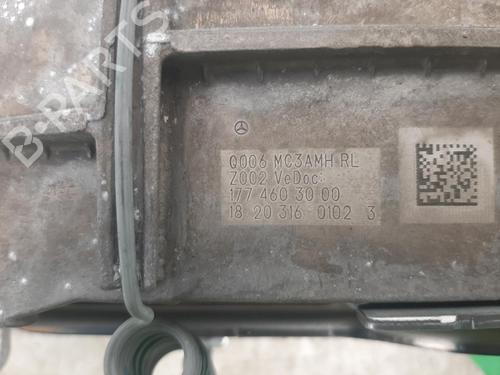 B-PARTS
Q006 MC3AMH RL
Z002 VeDoc:
177 460 30 00
18 20 316 0102 3